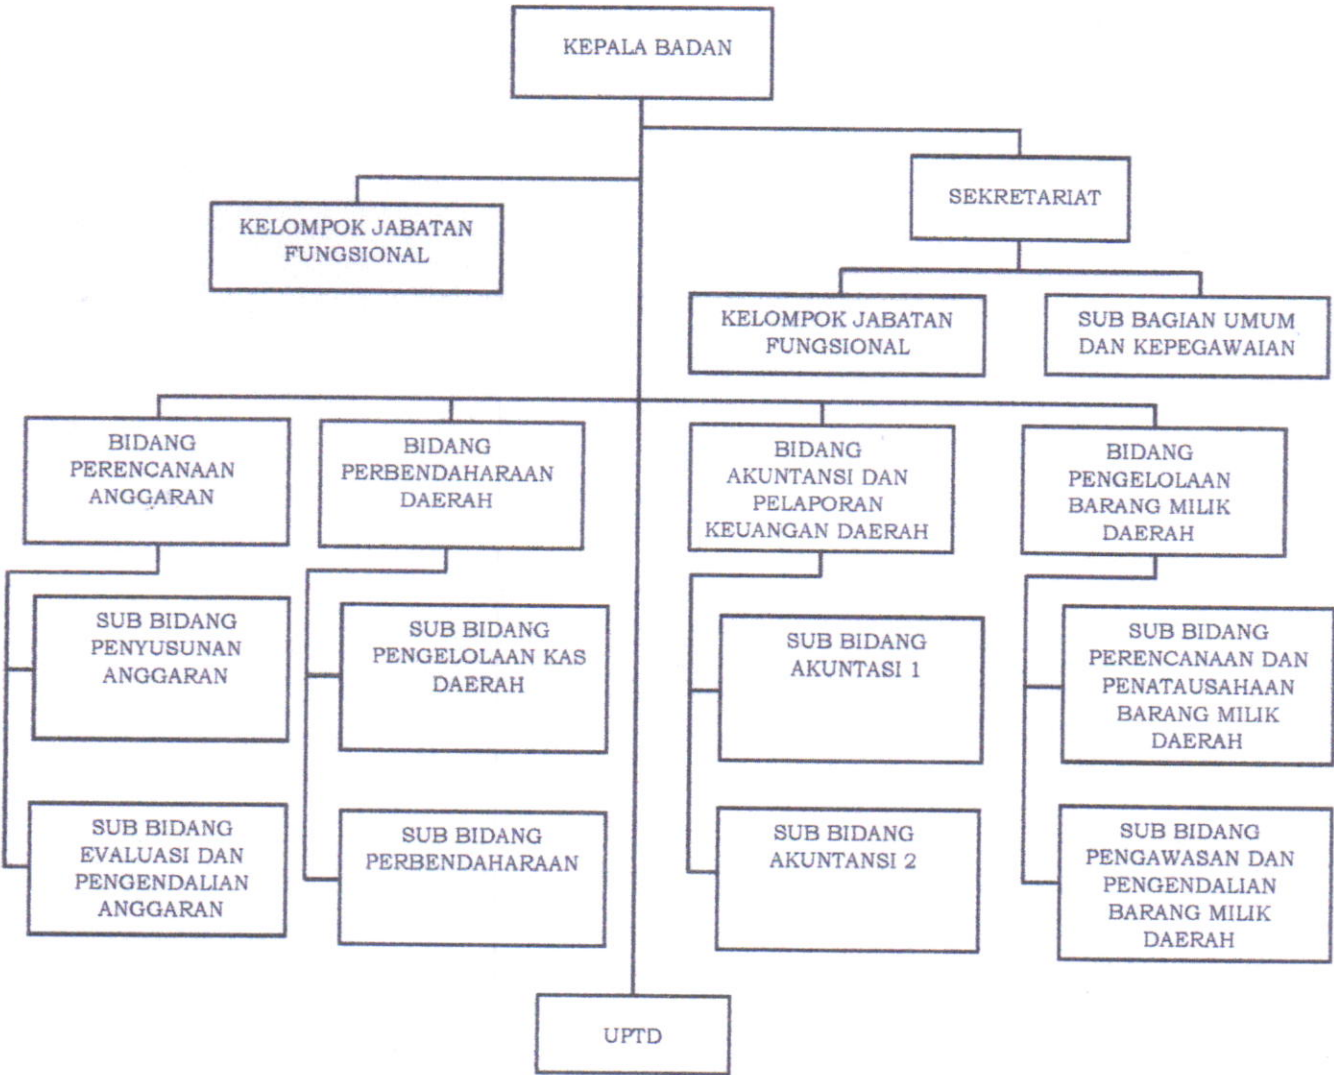 KEPALA BADAN
SEKRETARIAT
KELOMPOK JABATAN
FUNGSIONAL
KELOMPOK JABATAN
FUNGSIONAL
SUB BAGIAN UMUM
DAN KEPEGAWAIAN
BIDANG
PERENCANAAN
ANGGARAN
BIDANG
PERBENDAHARAAN
DAERAH
BIDANG
AKUNTANSI DAN
PELAPORAN
KEUANGAN DAERAH
BIDANG
PENGELOLAAN
BARANG MILIK
DAERAH
SUB BIDANG
PENYUSUNAN
ANGGARAN
SUB BIDANG
PENGELOLAAN KAS
DAERAH
SUB BIDANG
AKUNTASI 1
SUB BIDANG
PERENCANAAN DAN
PENATAUSAHAAN
BARANG MILIK
DAERAH
SUB BIDANG
EVALUASI DAN
PENGENDALIAN
ANGGARAN
SUB BIDANG
PERBENDAHARAAN
SUB BIDANG
AKUNTANSI 2
SUB BIDANG
PENGAWASAN DAN
PENGENDALIAN
BARANG MILIK
DAERAH
UPTD